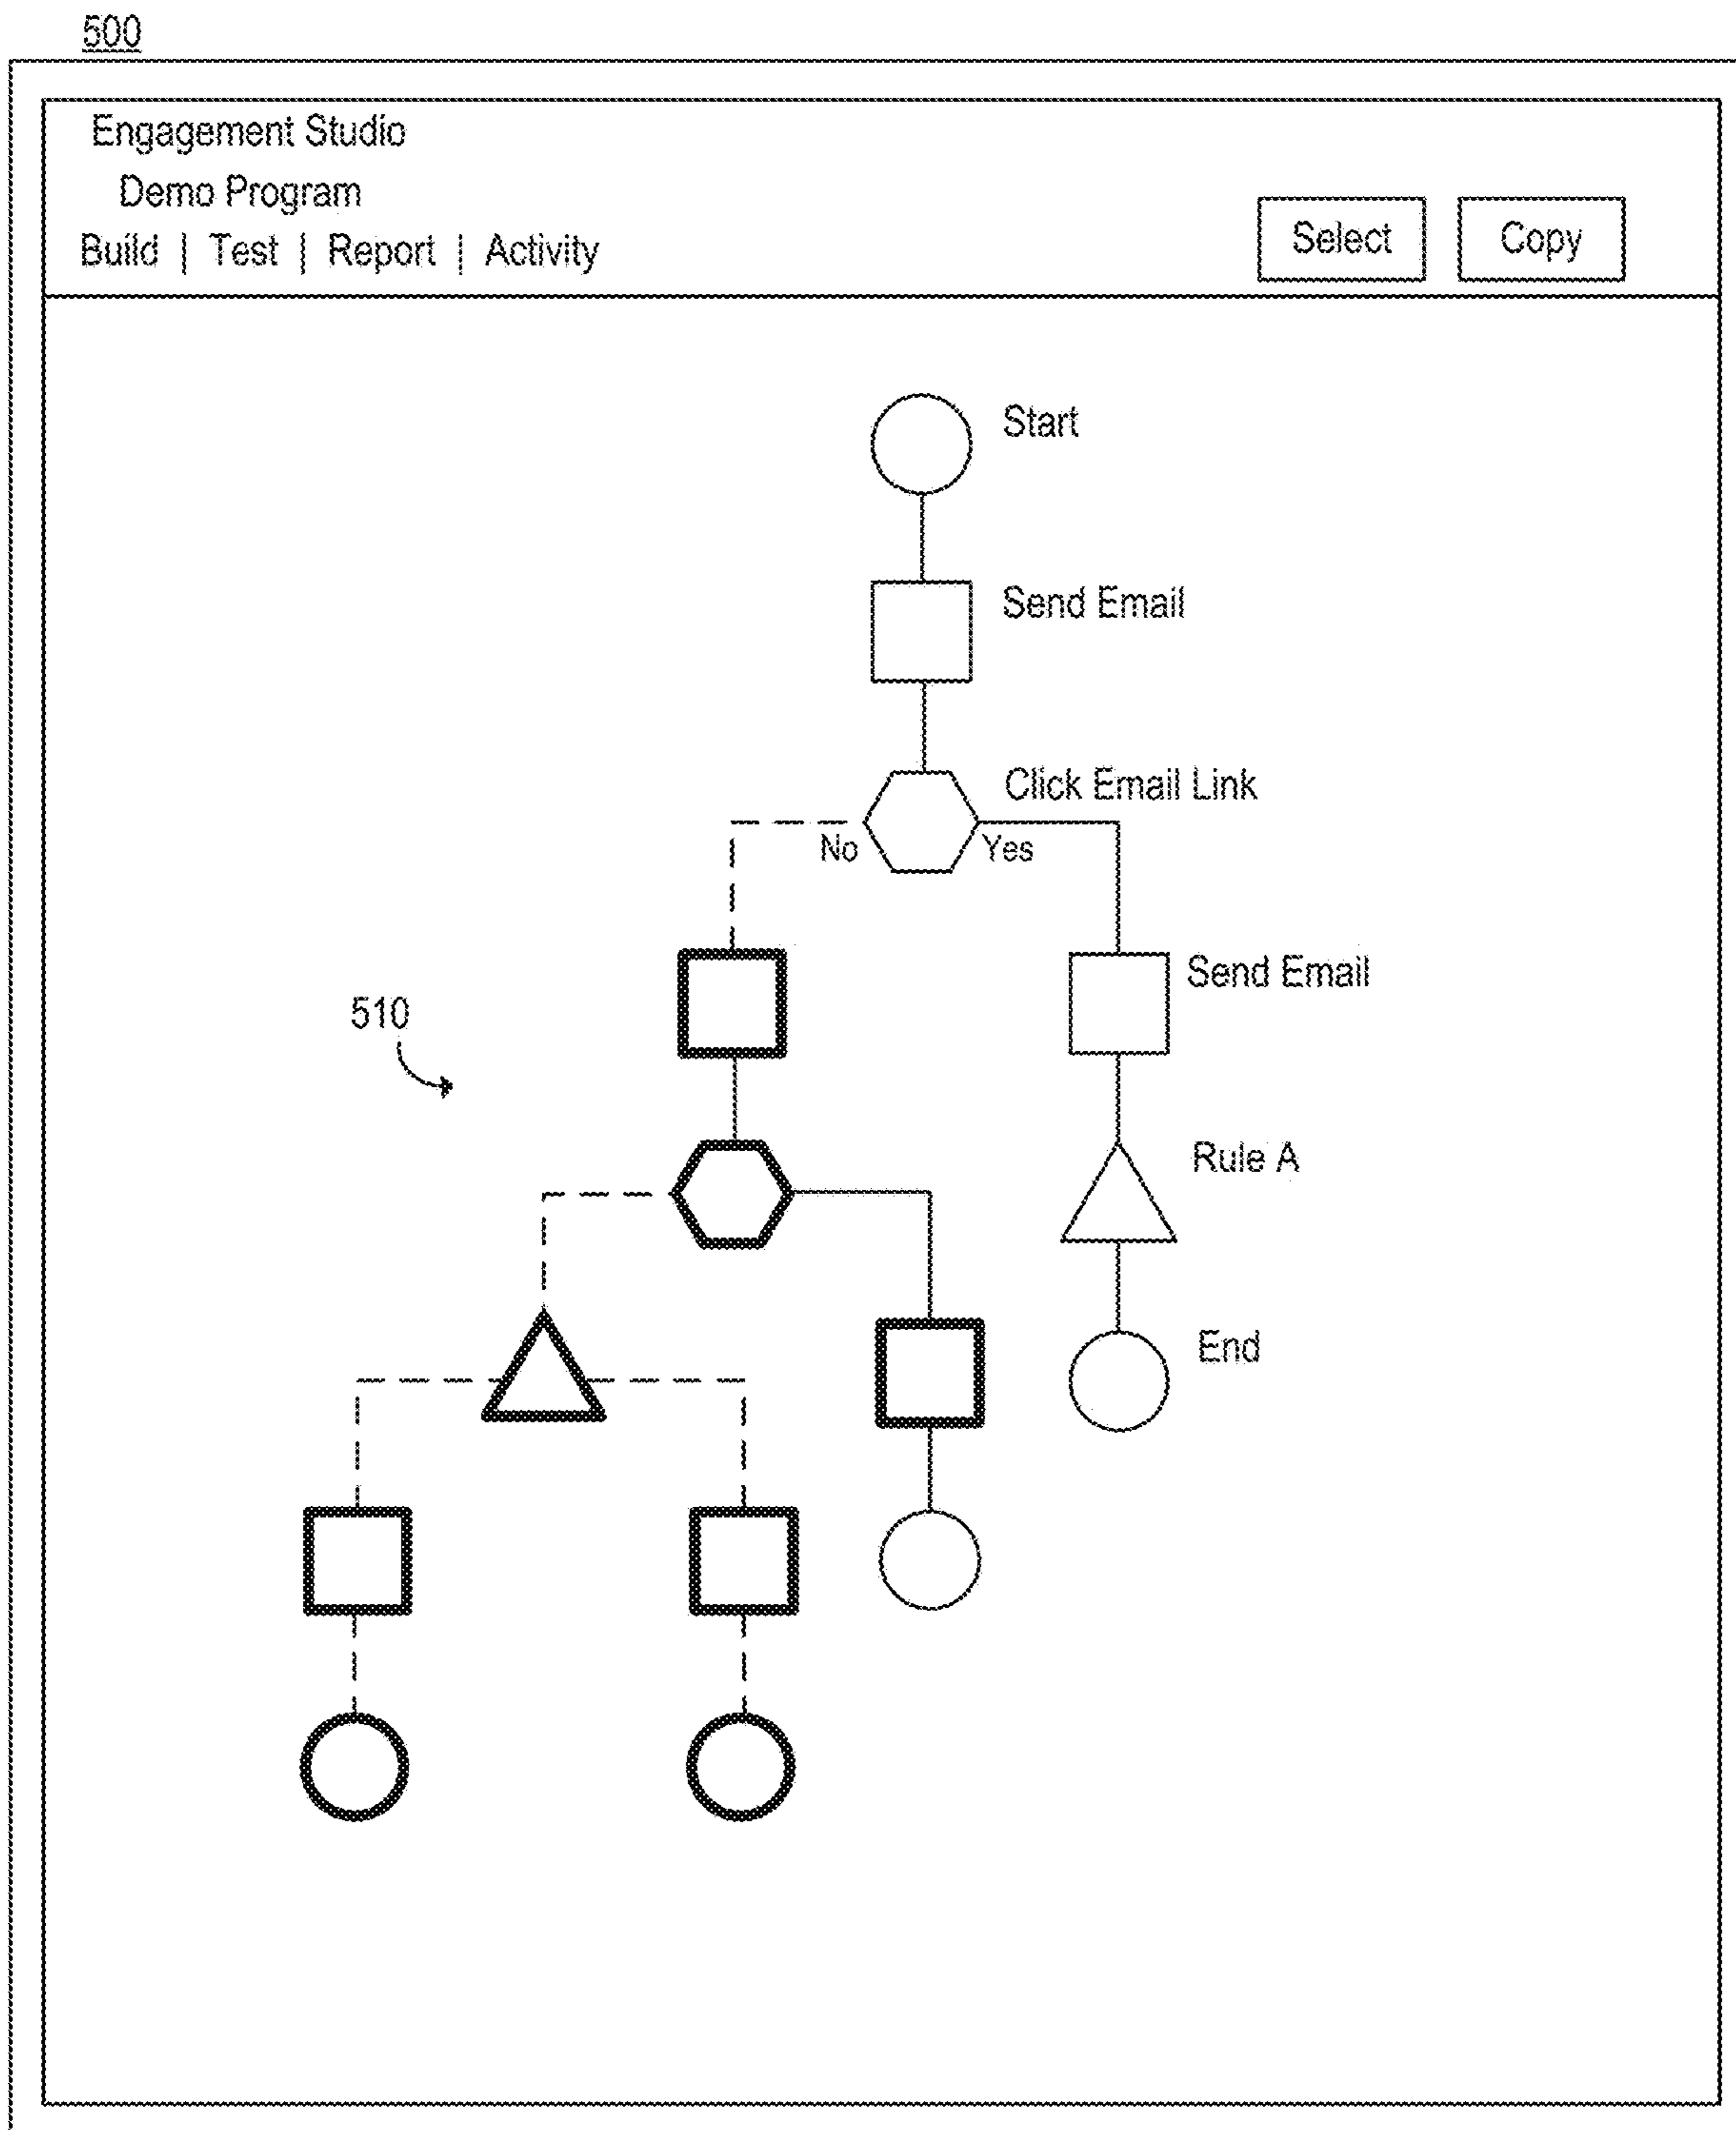 500
Engagement Studio
Demo Program
Build | Test | Report | Activity
Select
Copy
Start
Send Email
Click Email Link
No
Yes
Send Email
510
Rule A
End